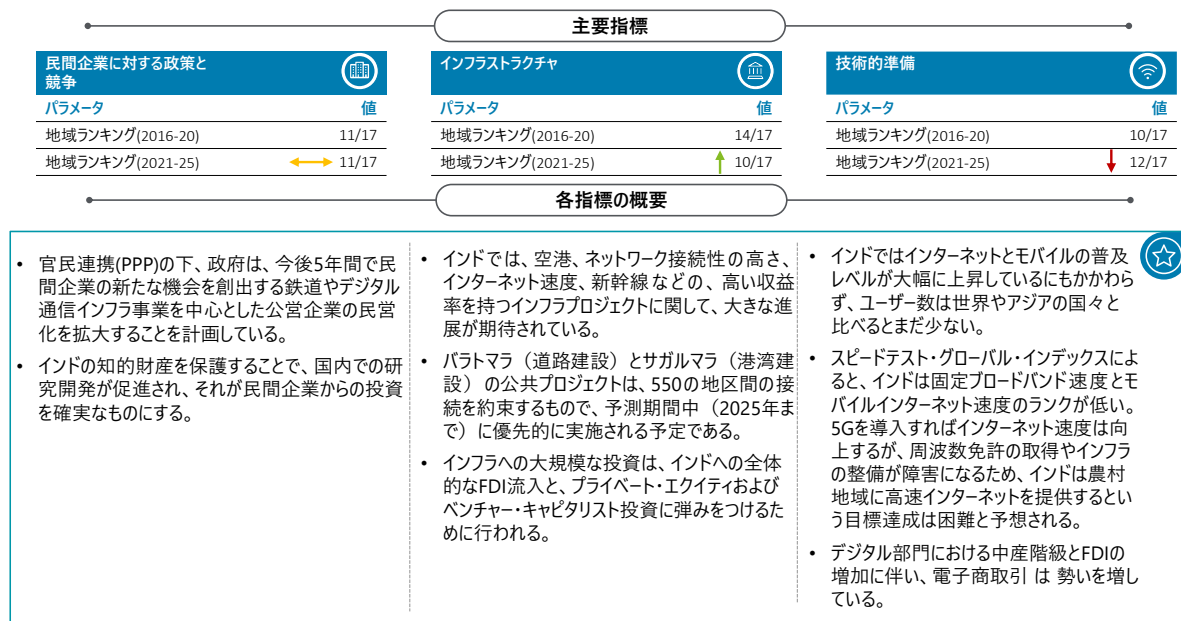 主要指標
民間企業に対する政策と
競争
パラメータ 値
地域ランキング(2016-20) 11/17
地域ランキング(2021-25) 11/17
インフラストラクチャ
パラメータ 値
地域ランキング(2016-20) 14/17
地域ランキング(2021-25) 10/17
技術的準備
パラメータ 値
地域ランキング(2016-20) 10/17
地域ランキング(2021-25) 12/17
各指標の概要
• 官民連携(PPP)の下、政府は、今後5年間で民
間企業の新たな機会を創出する鉄道やデジタル
通信インフラ事業を中心とした公営企業の民営
化を拡大することを計画している。
• インドの知的財産を保護することで、国内での研
究開発が促進され、それが民間企業からの投資
を確実なものにする。
• インドでは、空港、ネットワーク接続性の高さ、
インターネット速度、新幹線などの、高い収益
率を持つインフラプロジェクトに関して、大きな進
展が期待されている。
• バラトマラ（道路建設）とサガルマラ（港湾建
設）の公共プロジェクトは、550の地区間の接
続を約束するもので、予測期間中（2025年ま
で）に優先的に実施される予定である。
• インフラへの大規模な投資は、インドへの全体
的なFDI流入と、プライベート・エクイティおよび
ベンチャー・キャピタリスト投資に弾みをつけるた
めに行われる。
• インドではインターネットとモバイルの普及
レベルが大幅に上昇しているにもかかわら
ず、ユーザー数は世界やアジアの国々と
比べるとまだ少ない。
• スピードテスト・グローバル・インデックスによ
ると、インドは固定ブロードバンド速度とモ
バイルインターネット速度のランクが低い。
5Gを導入すればインターネット速度は向
上するが、周波数免許の取得やインフラ
の整備が障害になるため、インドは農村
地域に高速インターネットを提供するとい
う目標達成は困難と予想される。
• デジタル部門における中産階級とFDIの
増加に伴い、電子商取引 は 勢いを増し
ている。